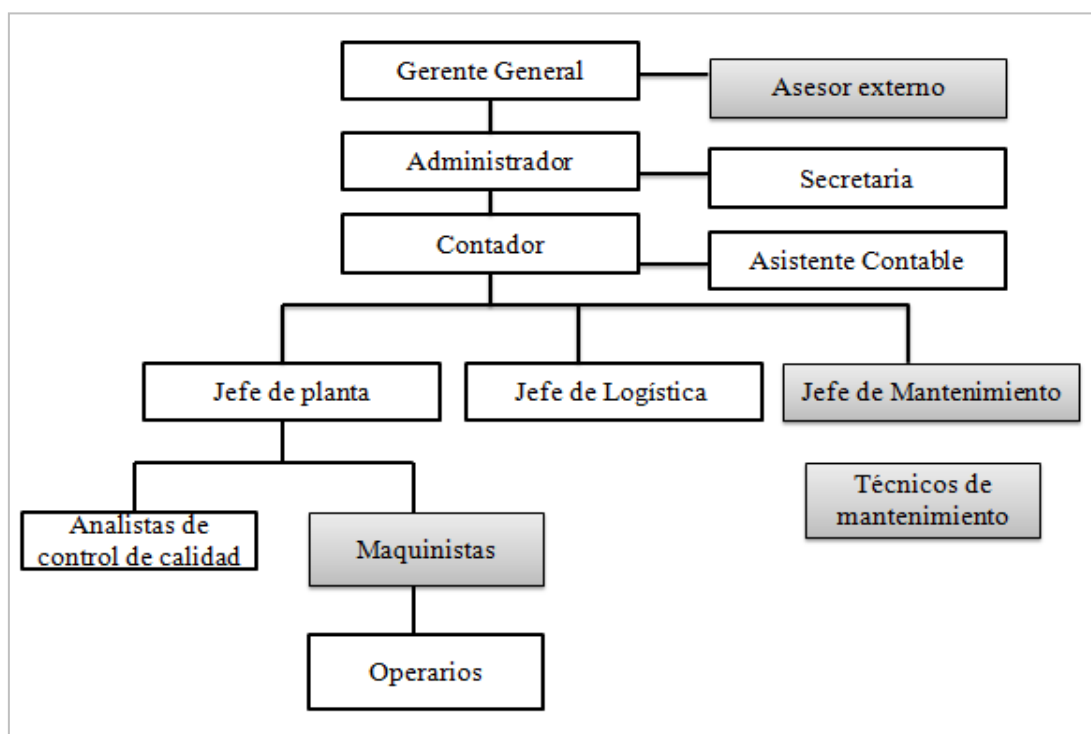 Gerente General
Asesor externo
Administrador
Secretaria
Contador
Asistente Contable
Jefe de planta
Jefe de Logística
Jefe de Mantenimiento
Técnicos de
mantenimiento
Analistas de
control de calidad
Maquinistas
Operarios